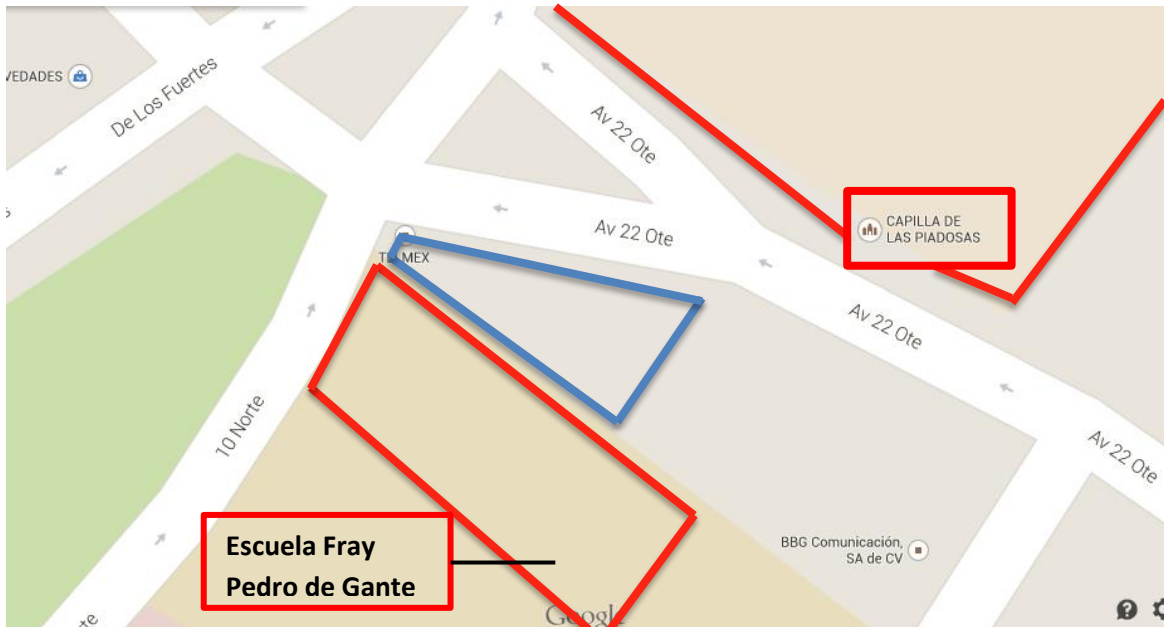 VEDADES
De Los Fuertes
Av 22 Ote
CAPILLA DE
LAS PIADOSAS
Av 22 Ote
MEX
Av 22 Ote
10 Norte
Av 22 Ote
Escuela Fray
Pedro de Gante
BBG Comunicación,
SA de CV
Google
te